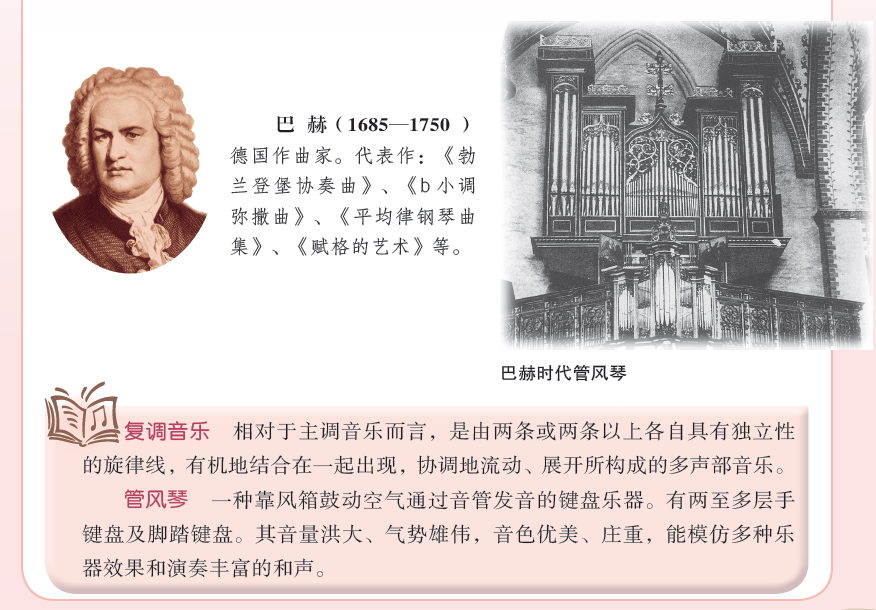 巴 赫（1685—1750 ）
德国作曲家。代表作：《勃
兰登堡协奏曲》、《b小调
弥撒曲》、《平均律钢琴曲
集》、《赋格的艺术》等。
巴赫时代管风琴
复调音乐 相对于主调音乐而言，是由两条或两条以上各自具有独立性
的旋律线，有机地结合在一起出现，协调地流动、展开所构成的多声部音乐。
管风琴 一种靠风箱鼓动空气通过音管发音的键盘乐器。有两至多层手
键盘及脚踏键盘。其音量洪大、气势雄伟，音色优美、庄重，能模仿多种乐
器效果和演奏丰富的和声。